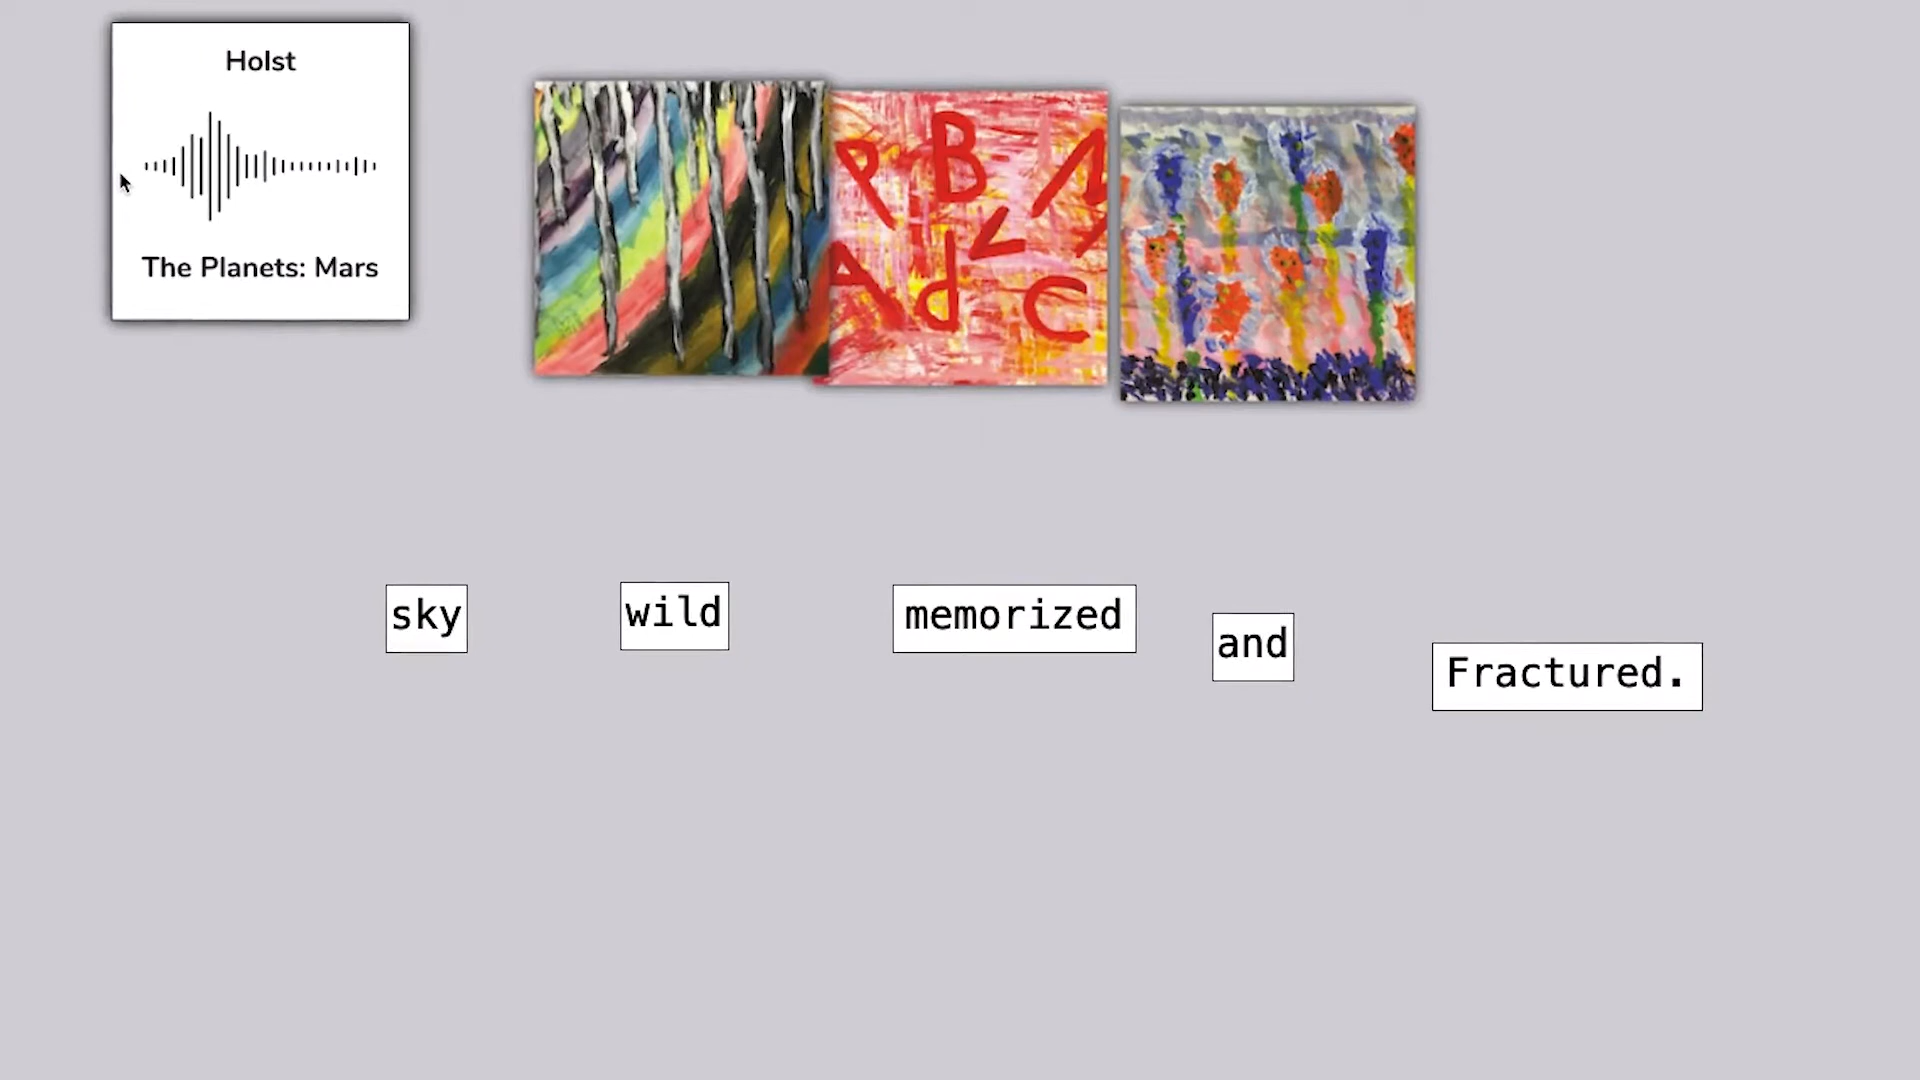 Holst
The Planets: Mars
P B M
L
A d C
sky wild memorized and Fractured.